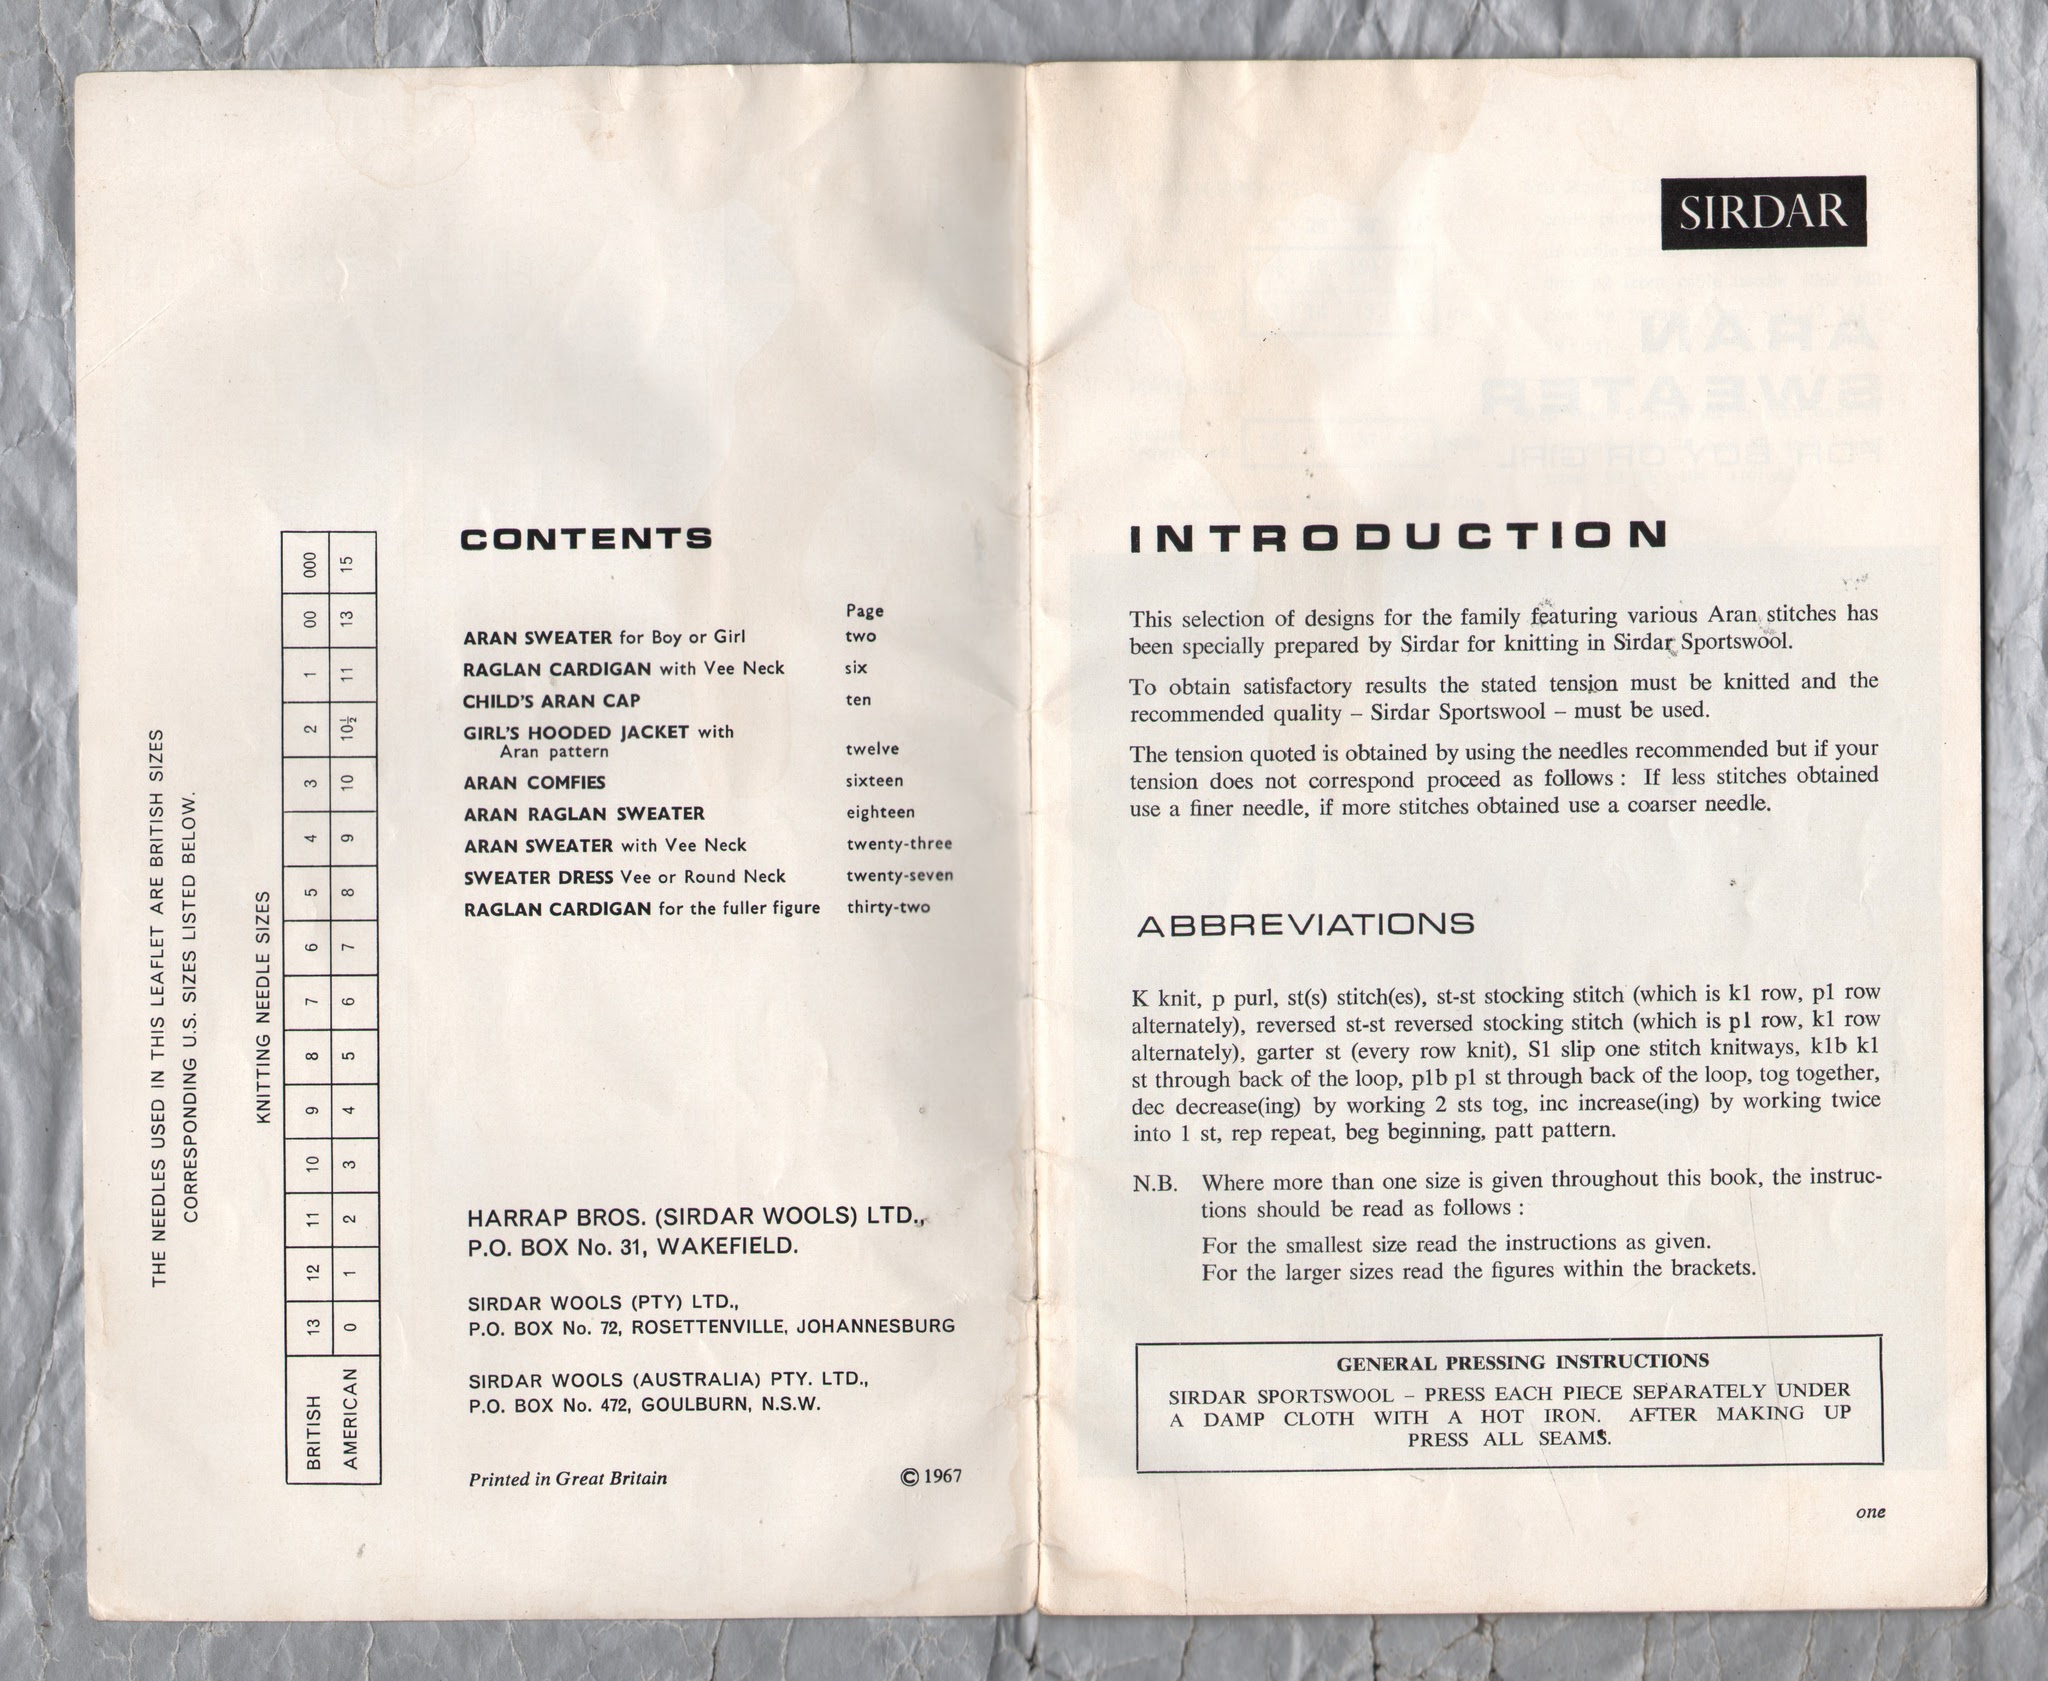 THE NEEDLES USED IN THIS LEAFLET ARE BRITISH SIZES
CORRESPONDING U.S. SIZES LISTED BELOW.
KNITTING NEEDLE SIZES
BRITISH 13 12 11 10 9 8 7 6 5 4 3 2 1 00 000
AMERICAN 0 1 2 3 4 5 6 7 8 9 10 10½ 11 13 15
CONTENTS
Page
ARAN SWEATER for Boy or Girl two
RAGLAN CARDIGAN with Vee Neck six
CHILD'S ARAN CAP ten
GIRL'S HOODED JACKET with
Aran pattern twelve
ARAN COMFIES sixteen
ARAN RAGLAN SWEATER eighteen
ARAN SWEATER with Vee Neck twenty-three
SWEATER DRESS Vee or Round Neck twenty-seven
RAGLAN CARDIGAN for the fuller figure thirty-two
HARRAP BROS. (SIRDAR WOOLS) LTD.,
P.O. BOX No. 31, WAKEFIELD.
SIRDAR WOOLS (PTY) LTD.,
P.O. BOX No. 72, ROSETTENVILLE, JOHANNESBURG
SIRDAR WOOLS (AUSTRALIA) PTY. LTD.,
P.O. BOX No. 472, GOULBURN, N.S.W.
Printed in Great Britain © 1967
SIRDAR
INTRODUCTION
This selection of designs for the family featuring various Aran stitches has
been specially prepared by Sirdar for knitting in Sirdar Sportswool.
To obtain satisfactory results the stated tension must be knitted and the
recommended quality – Sirdar Sportswool – must be used.
The tension quoted is obtained by using the needles recommended but if your
tension does not correspond proceed as follows : If less stitches obtained
use a finer needle, if more stitches obtained use a coarser needle.
ABBREVIATIONS
K knit, p purl, st(s) stitch(es), st-st stocking stitch (which is k1 row, p1 row
alternately), reversed st-st reversed stocking stitch (which is p1 row, k1 row
alternately), garter st (every row knit), S1 slip one stitch knitways, k1b k1
st through back of the loop, p1b p1 st through back of the loop, tog together,
dec decrease(ing) by working 2 sts tog, inc increase(ing) by working twice
into 1 st, rep repeat, beg beginning, patt pattern.
N.B. Where more than one size is given throughout this book, the instruc-
tions should be read as follows :
For the smallest size read the instructions as given.
For the larger sizes read the figures within the brackets.
GENERAL PRESSING INSTRUCTIONS
SIRDAR SPORTSWOOL – PRESS EACH PIECE SEPARATELY UNDER
A DAMP CLOTH WITH A HOT IRON. AFTER MAKING UP
PRESS ALL SEAMS.
one